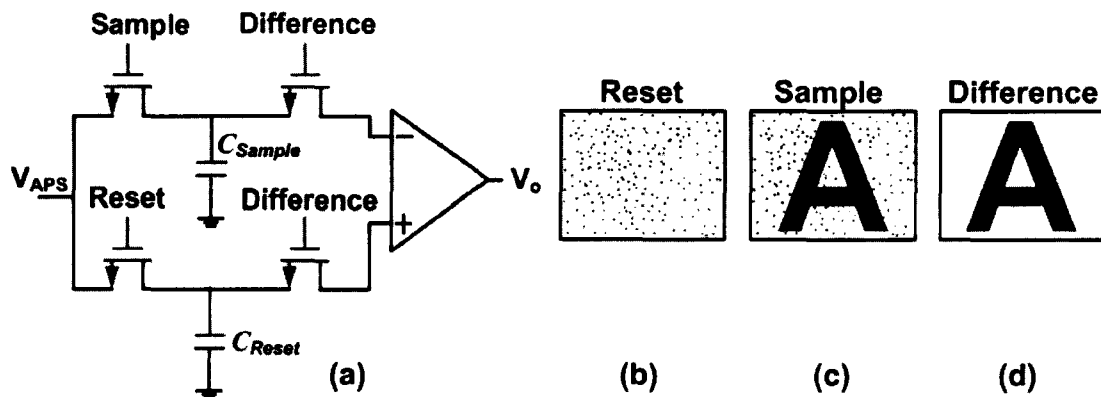 Sample
Difference
C_Sample
V_APS
Reset
Difference
−
+
V_o
C_Reset
(a)
Reset
(b)
Sample
A
(c)
Difference
A
(d)